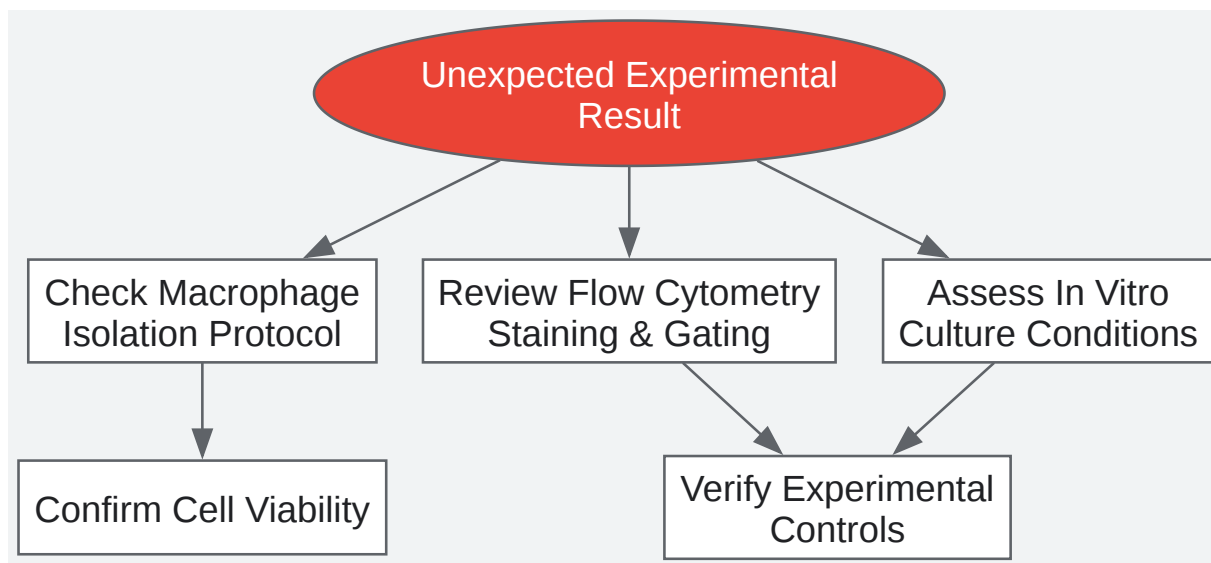 Unexpected Experimental
Result
Check Macrophage
Isolation Protocol
Review Flow Cytometry
Staining & Gating
Assess In Vitro
Culture Conditions
Confirm Cell Viability
Verify Experimental
Controls